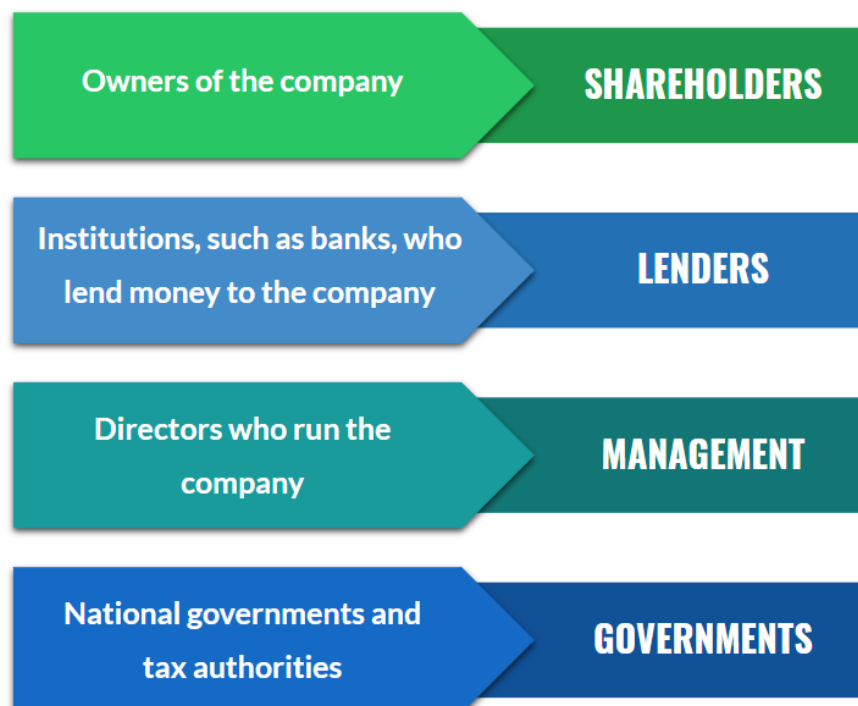 Owners of the company
SHAREHOLDERS
Institutions, such as banks, who
lend money to the company
LENDERS
Directors who run the
company
MANAGEMENT
National governments and
tax authorities
GOVERNMENTS